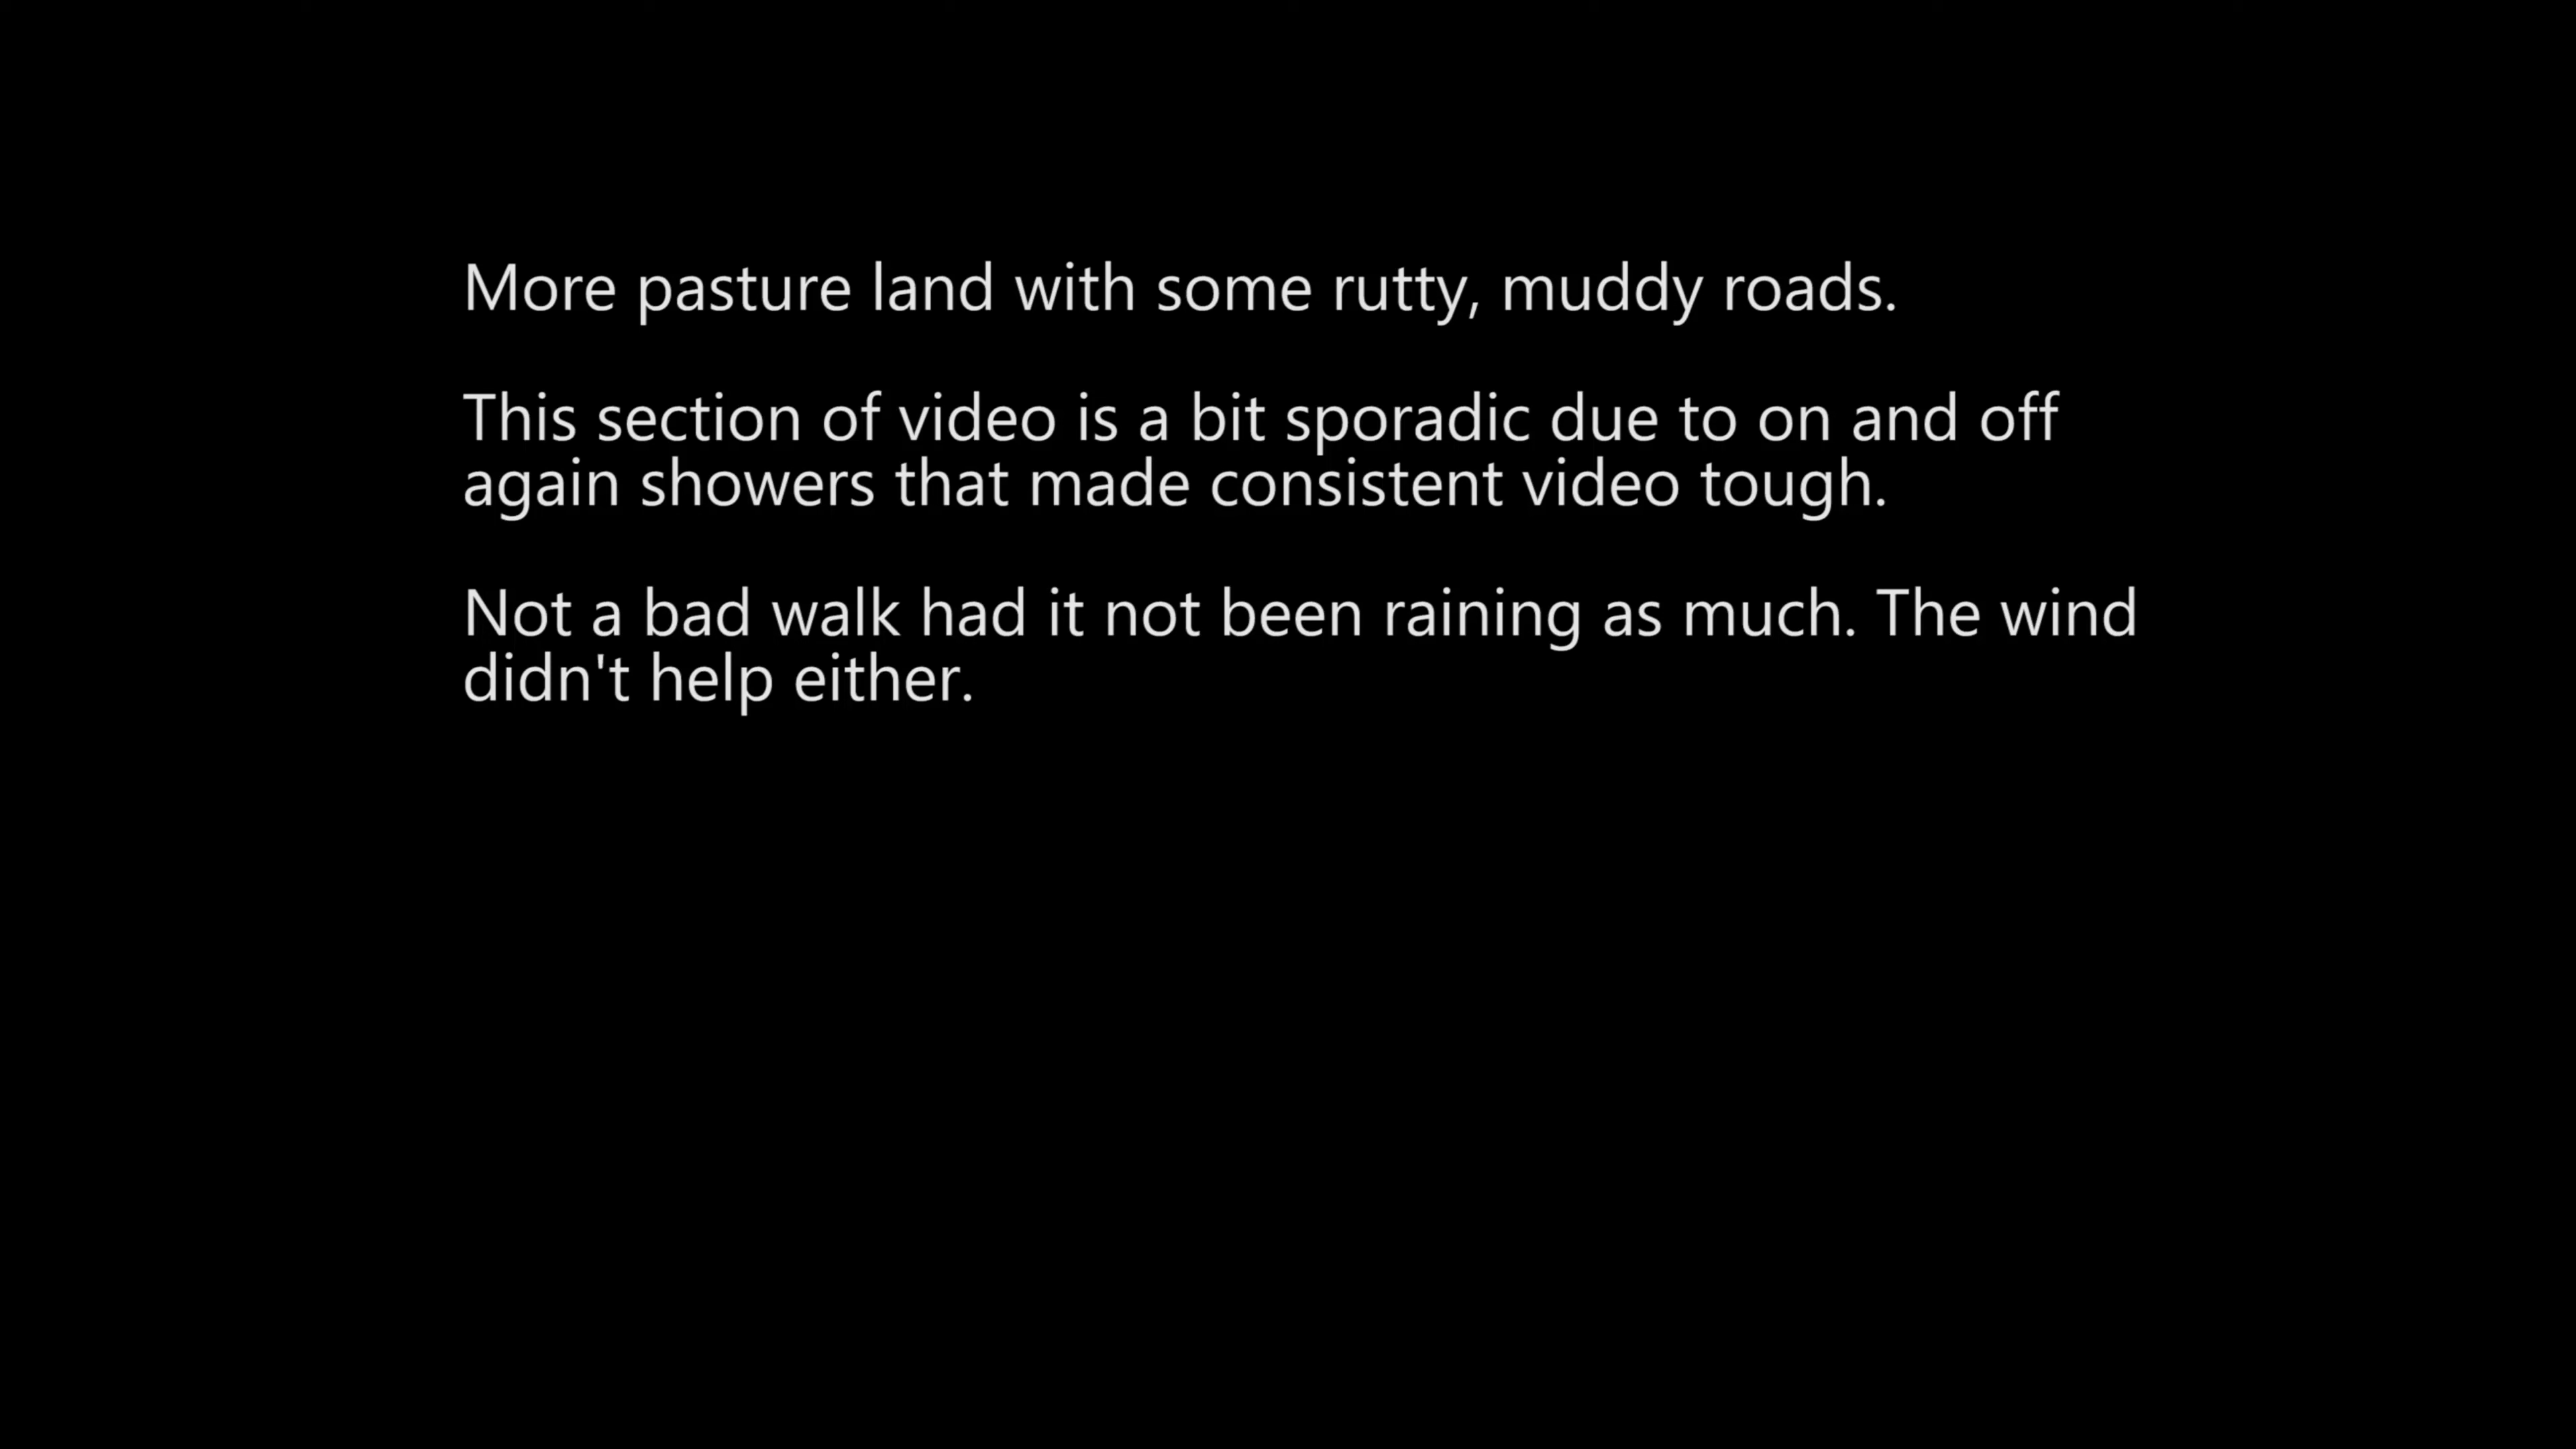 More pasture land with some rutty, muddy roads.
This section of video is a bit sporadic due to on and off
again showers that made consistent video tough.
Not a bad walk had it not been raining as much. The wind
didn't help either.